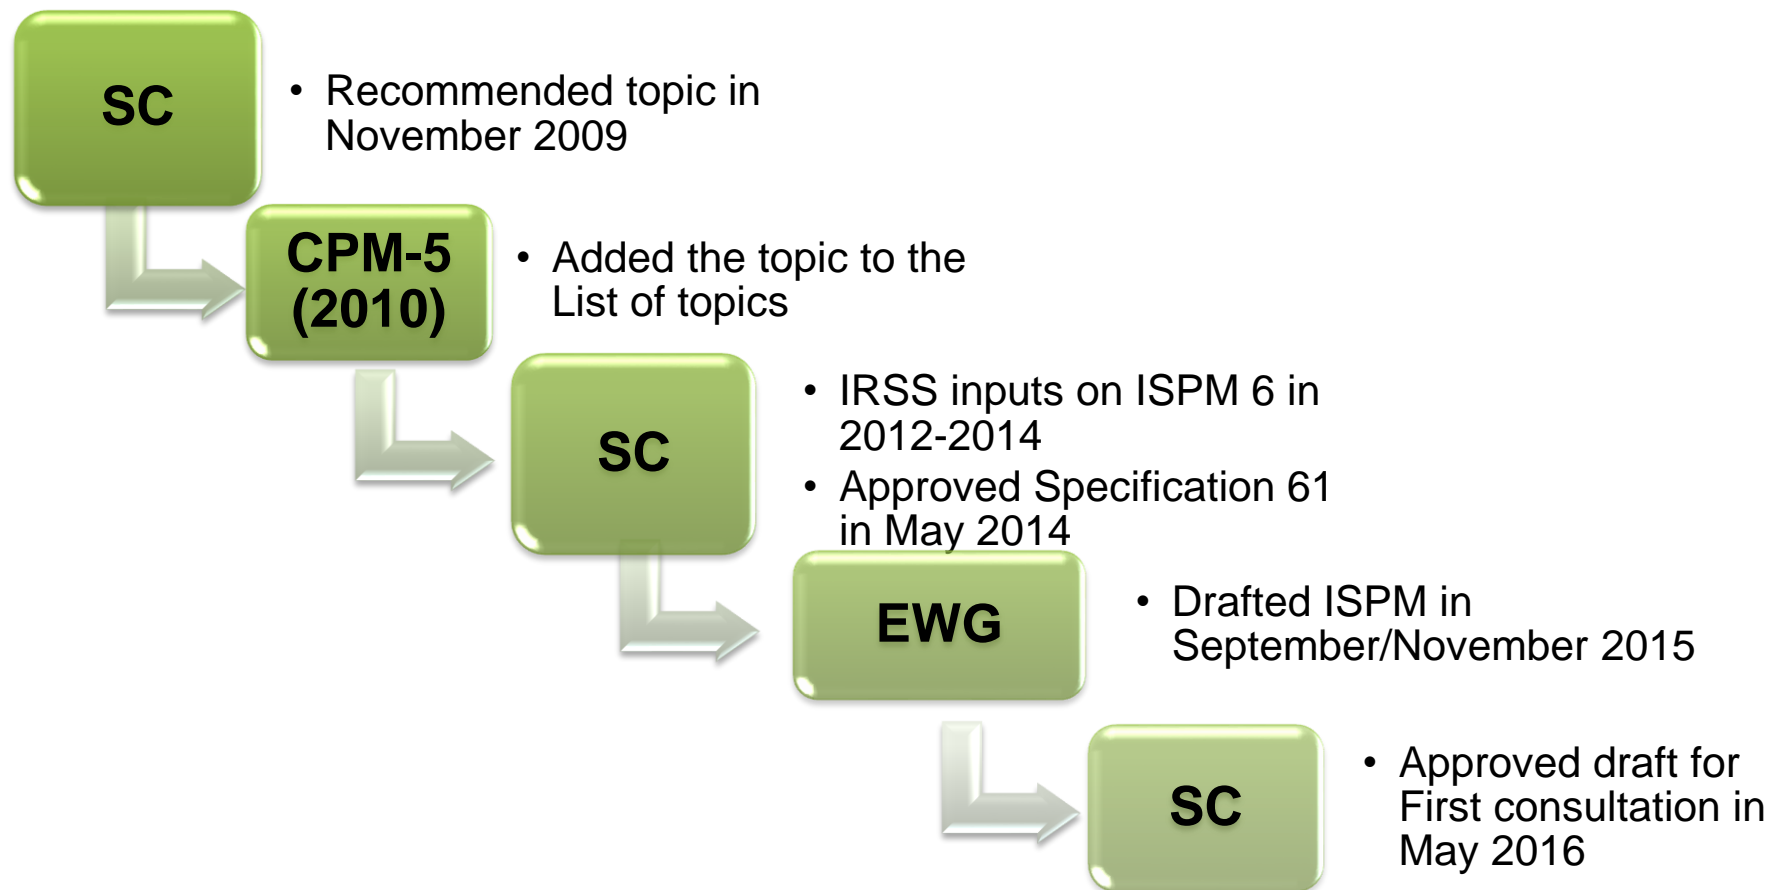 SC
• Recommended topic in
November 2009
CPM-5
(2010)
• Added the topic to the
List of topics
SC
• IRSS inputs on ISPM 6 in
2012-2014
• Approved Specification 61
in May 2014
EWG
• Drafted ISPM in
September/November 2015
SC
• Approved draft for
First consultation in
May 2016